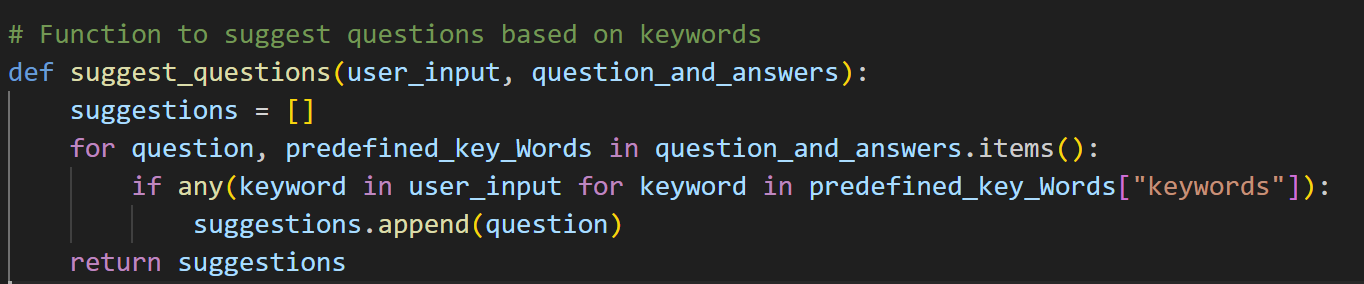 # Function to suggest questions based on keywords
def suggest_questions(user_input, question_and_answers):
    suggestions = []
    for question, predefined_key_Words in question_and_answers.items():
        if any(keyword in user_input for keyword in predefined_key_Words["keywords"]):
            suggestions.append(question)
    return suggestions